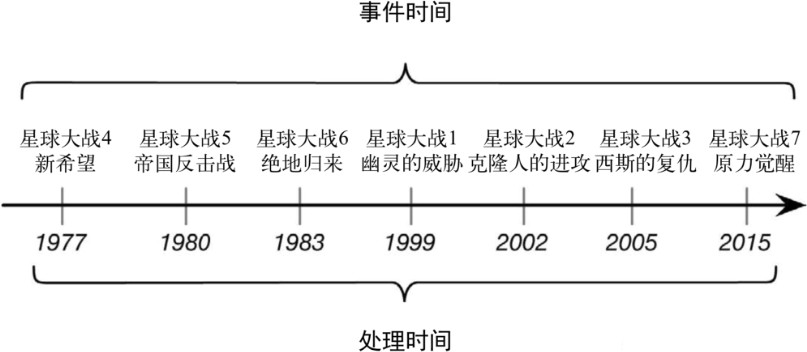 事件时间
星球大战4 星球大战5 星球大战6 星球大战1 星球大战2 星球大战3 星球大战7
新希望 帝国反击战 绝地归来 幽灵的威胁 克隆人的进攻 西斯的复仇 原力觉醒
1977 1980 1983 1999 2002 2005 2015
处理时间